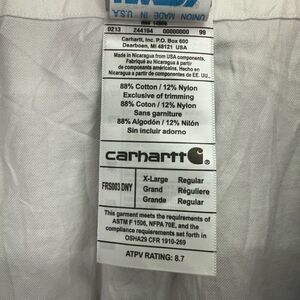 UNION MADE IN U.S.A.
RN# 14806
0213 Z44194 00000000 99
Carhartt, Inc. P.O. Box 600
Dearborn, MI 48121 USA
Made in Nicaragua from USA components.
Fabriqué au Nicaragua à partir
de composants américains. Hecho en
Nicaragua a partir de componentes de EE. UU.
88% Cotton / 12% Nylon
Exclusive of trimming
88% Coton / 12% Nylon
Sans garniture
88% Algodón / 12% Nilón
Sin incluir adorno
carhartt
FRS003 DNY
X-Large Regular
Grand Régulière
Grande Regular
This garment meets the requirements of
ASTM F 1506, NFPA 70E, and the
compliance requirements set forth in
OSHA29 CFR 1910-269
ATPV RATING: 8.7